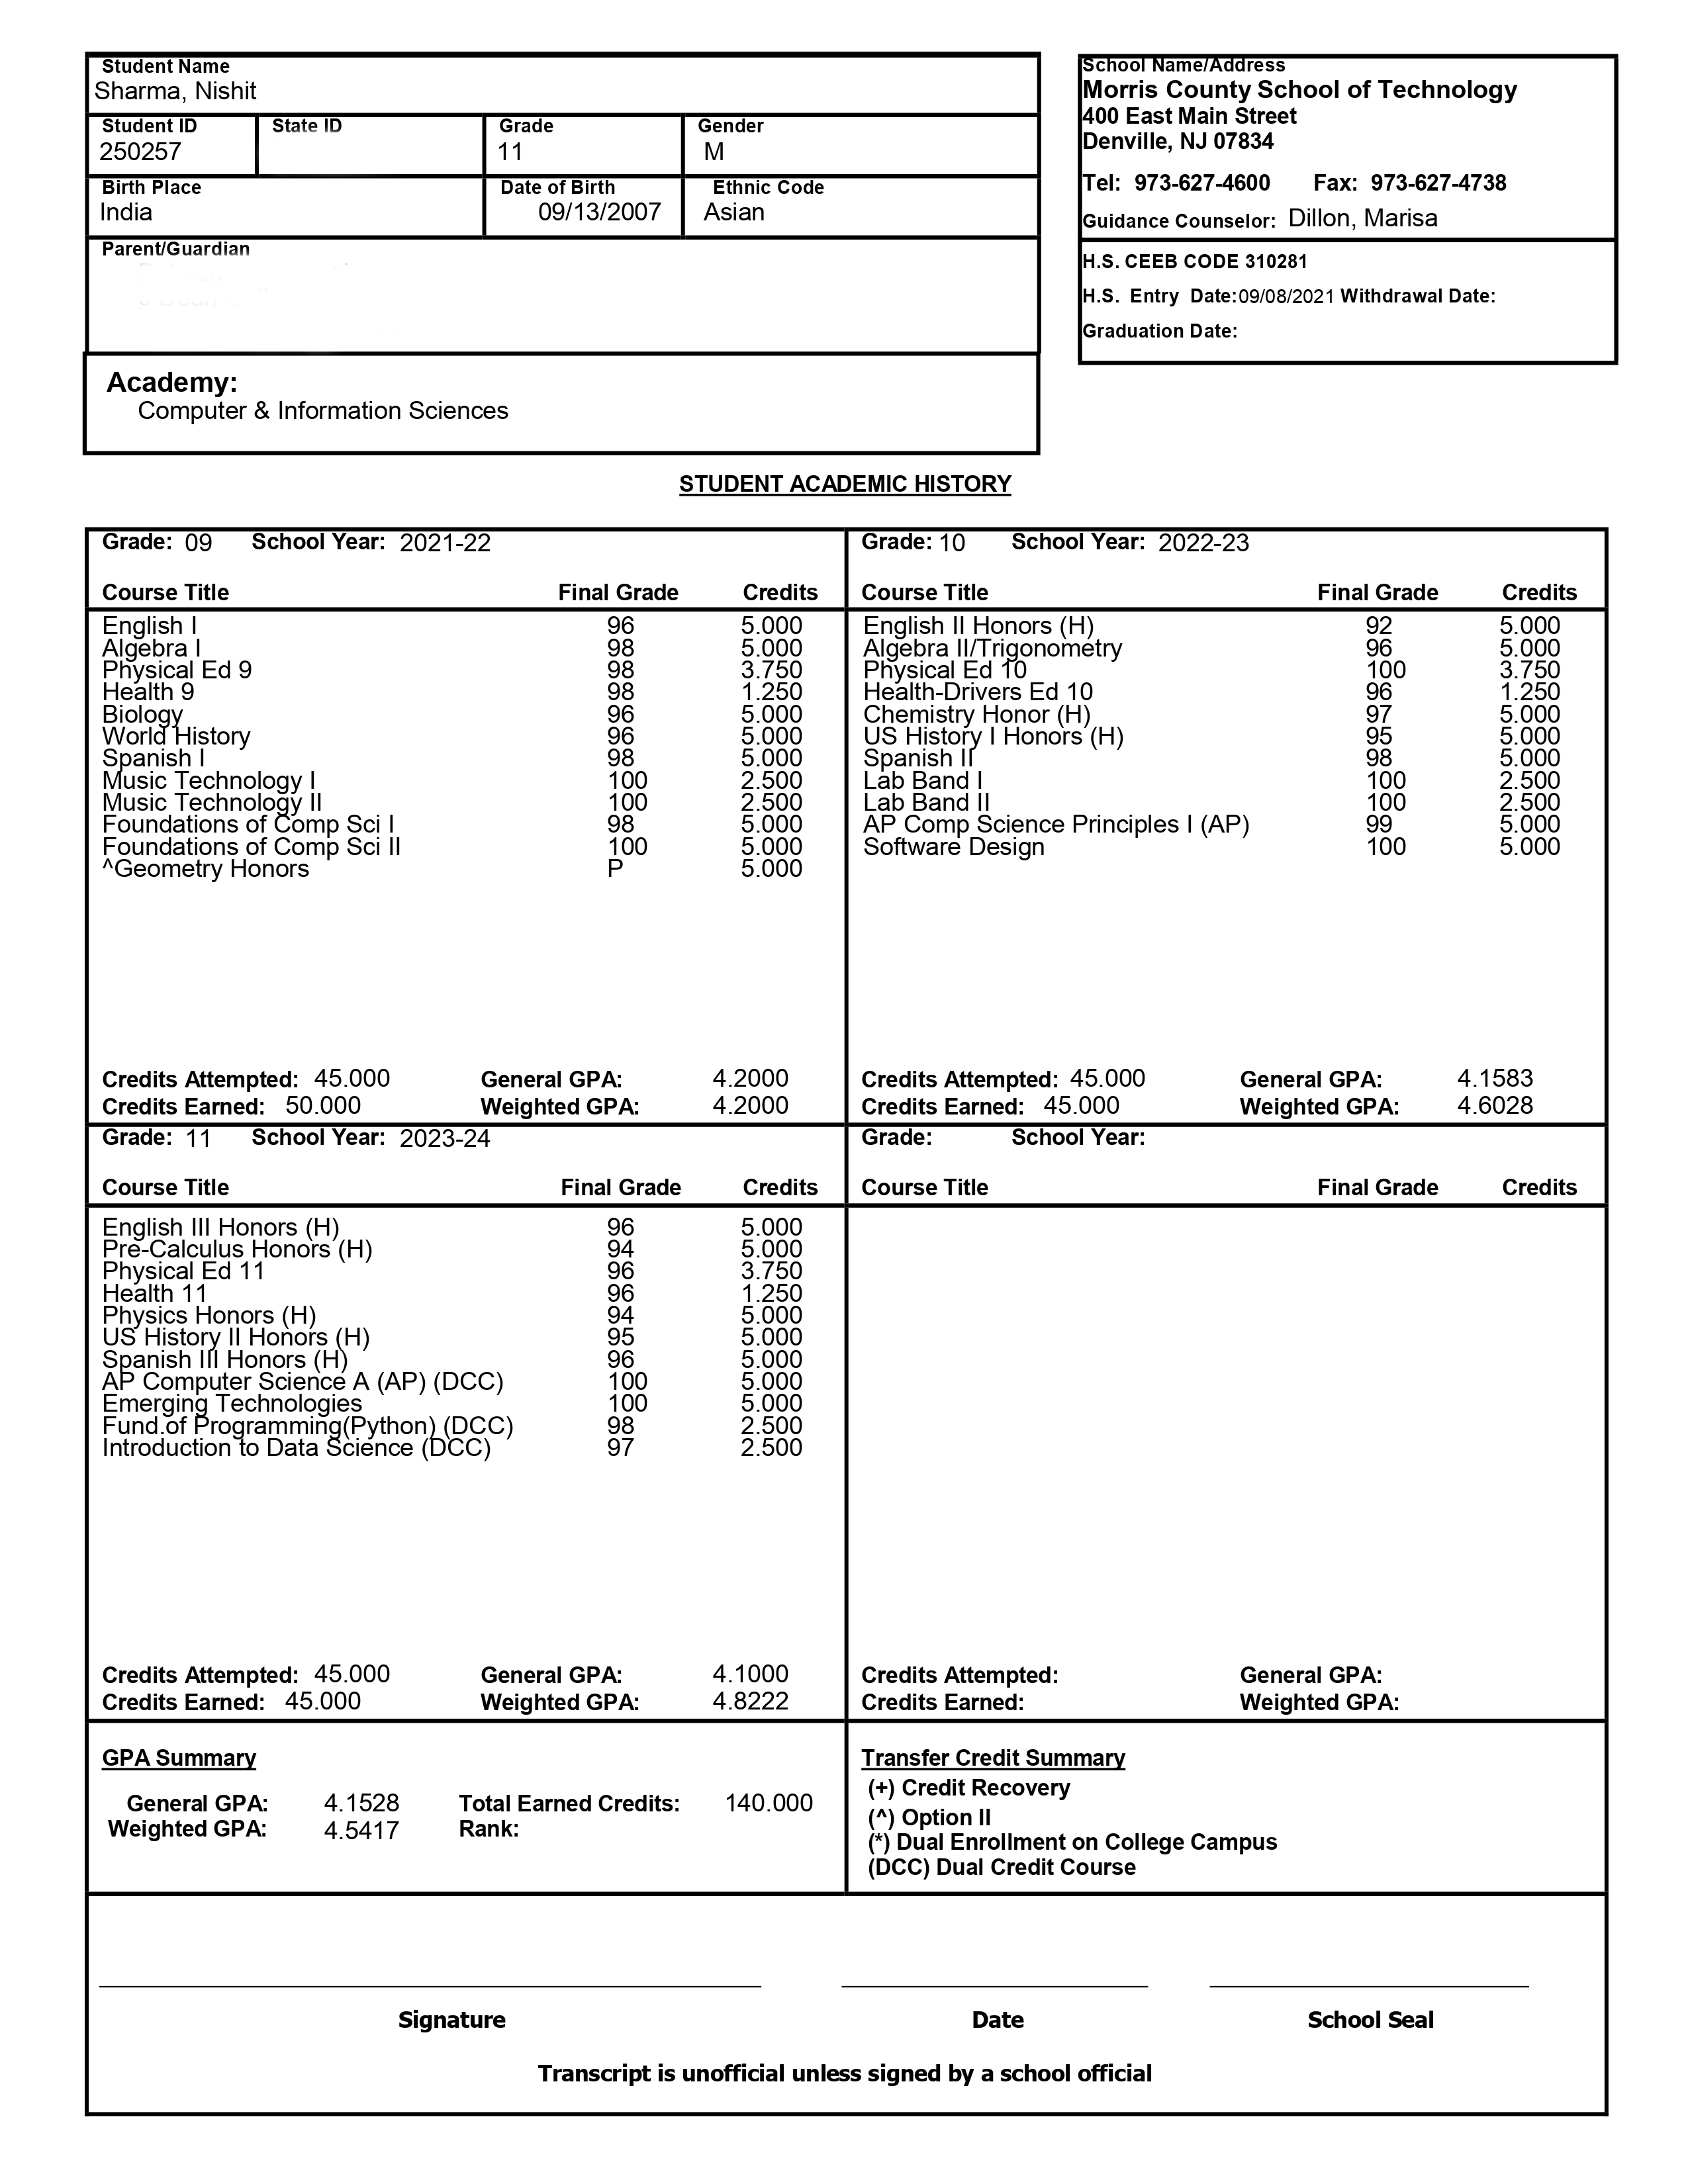 Student Name
Sharma, Nishit
Student ID State ID Grade Gender
250257 11 M
Birth Place Date of Birth Ethnic Code
India 09/13/2007 Asian
Parent/Guardian
Academy:
Computer & Information Sciences
School Name/Address
Morris County School of Technology
400 East Main Street
Denville, NJ 07834
Tel: 973-627-4600 Fax: 973-627-4738
Guidance Counselor: Dillon, Marisa
H.S. CEEB CODE 310281
H.S. Entry Date:09/08/2021 Withdrawal Date:
Graduation Date:
STUDENT ACADEMIC HISTORY
Grade: 09 School Year: 2021-22
Course Title Final Grade Credits
English I 96 5.000
Algebra I 98 5.000
Physical Ed 9 98 3.750
Health 9 98 1.250
Biology 96 5.000
World History 96 5.000
Spanish I 98 5.000
Music Technology I 100 2.500
Music Technology II 100 2.500
Foundations of Comp Sci I 98 5.000
Foundations of Comp Sci II 100 5.000
^Geometry Honors P 5.000
Credits Attempted: 45.000 General GPA: 4.2000
Credits Earned: 50.000 Weighted GPA: 4.2000
Grade: 10 School Year: 2022-23
Course Title Final Grade Credits
English II Honors (H) 92 5.000
Algebra II/Trigonometry 96 5.000
Physical Ed 10 100 3.750
Health-Drivers Ed 10 96 1.250
Chemistry Honor (H) 97 5.000
US History I Honors (H) 95 5.000
Spanish II 98 5.000
Lab Band I 100 2.500
Lab Band II 100 2.500
AP Comp Science Principles I (AP) 99 5.000
Software Design 100 5.000
Credits Attempted: 45.000 General GPA: 4.1583
Credits Earned: 45.000 Weighted GPA: 4.6028
Grade: 11 School Year: 2023-24
Course Title Final Grade Credits
English III Honors (H) 96 5.000
Pre-Calculus Honors (H) 94 5.000
Physical Ed 11 96 3.750
Health 11 96 1.250
Physics Honors (H) 94 5.000
US History II Honors (H) 95 5.000
Spanish III Honors (H) 96 5.000
AP Computer Science A (AP) (DCC) 100 5.000
Emerging Technologies 100 5.000
Fund.of Programming(Python) (DCC) 98 2.500
Introduction to Data Science (DCC) 97 2.500
Credits Attempted: 45.000 General GPA: 4.1000
Credits Earned: 45.000 Weighted GPA: 4.8222
Grade: School Year:
Course Title Final Grade Credits
Credits Attempted: General GPA:
Credits Earned: Weighted GPA:
GPA Summary
General GPA: 4.1528 Total Earned Credits: 140.000
Weighted GPA: 4.5417 Rank:
Transfer Credit Summary
(+) Credit Recovery
(^) Option II
(*) Dual Enrollment on College Campus
(DCC) Dual Credit Course
Signature Date School Seal
Transcript is unofficial unless signed by a school official